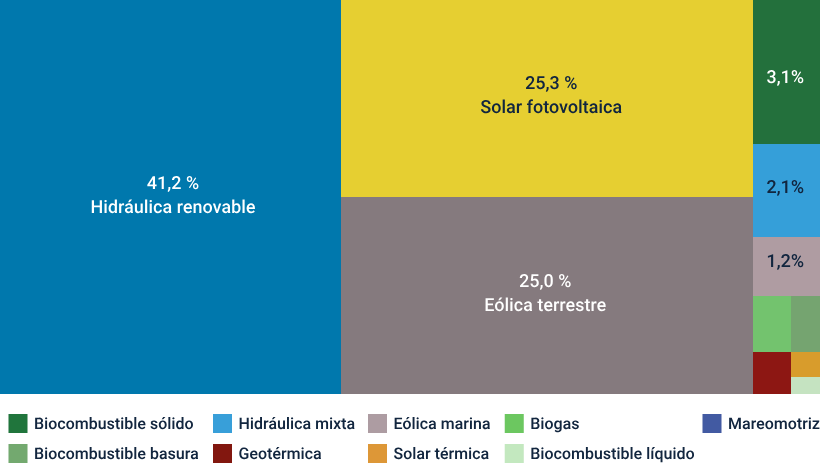 41,2 %
Hidráulica renovable
25,3 %
Solar fotovoltaica
25,0 %
Eólica terrestre
3,1%
2,1%
1,2%
Biocombustible sólido
Hidráulica mixta
Eólica marina
Biogas
Mareomotriz
Biocombustible basura
Geotérmica
Solar térmica
Biocombustible líquido